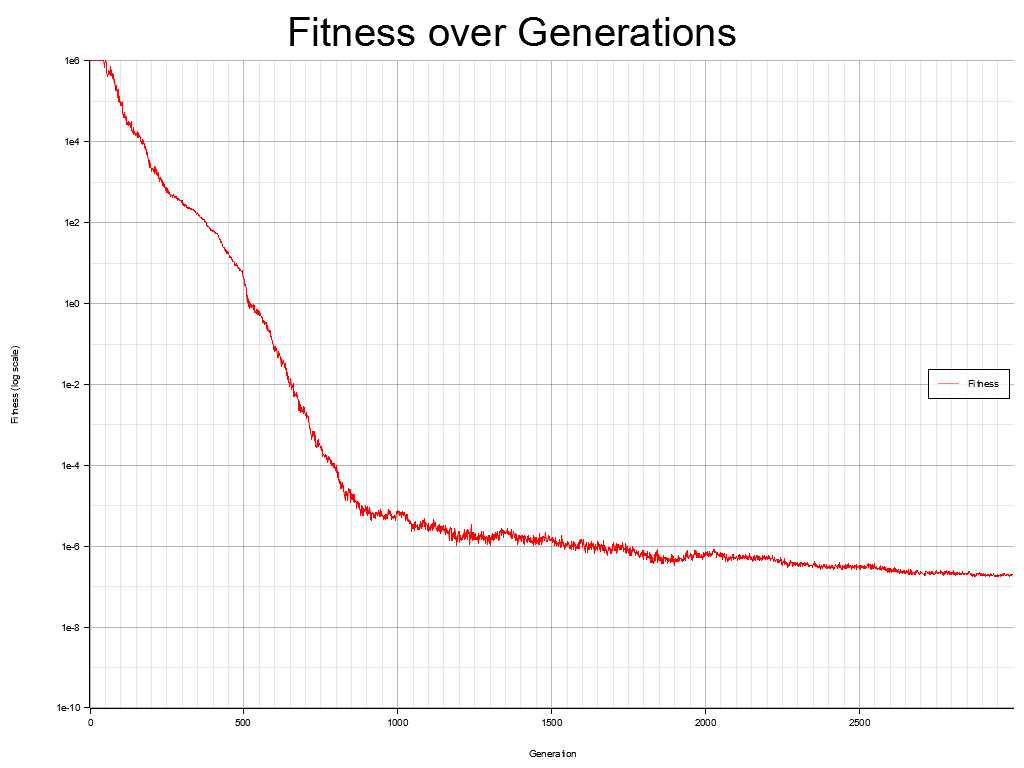 Fitness over Generations
1e6
1e4
1e2
1e0
1e-2
1e-4
1e-6
1e-8
1e-10
Fitness (log scale)
Fitness
0 500 1000 1500 2000 2500
Generation